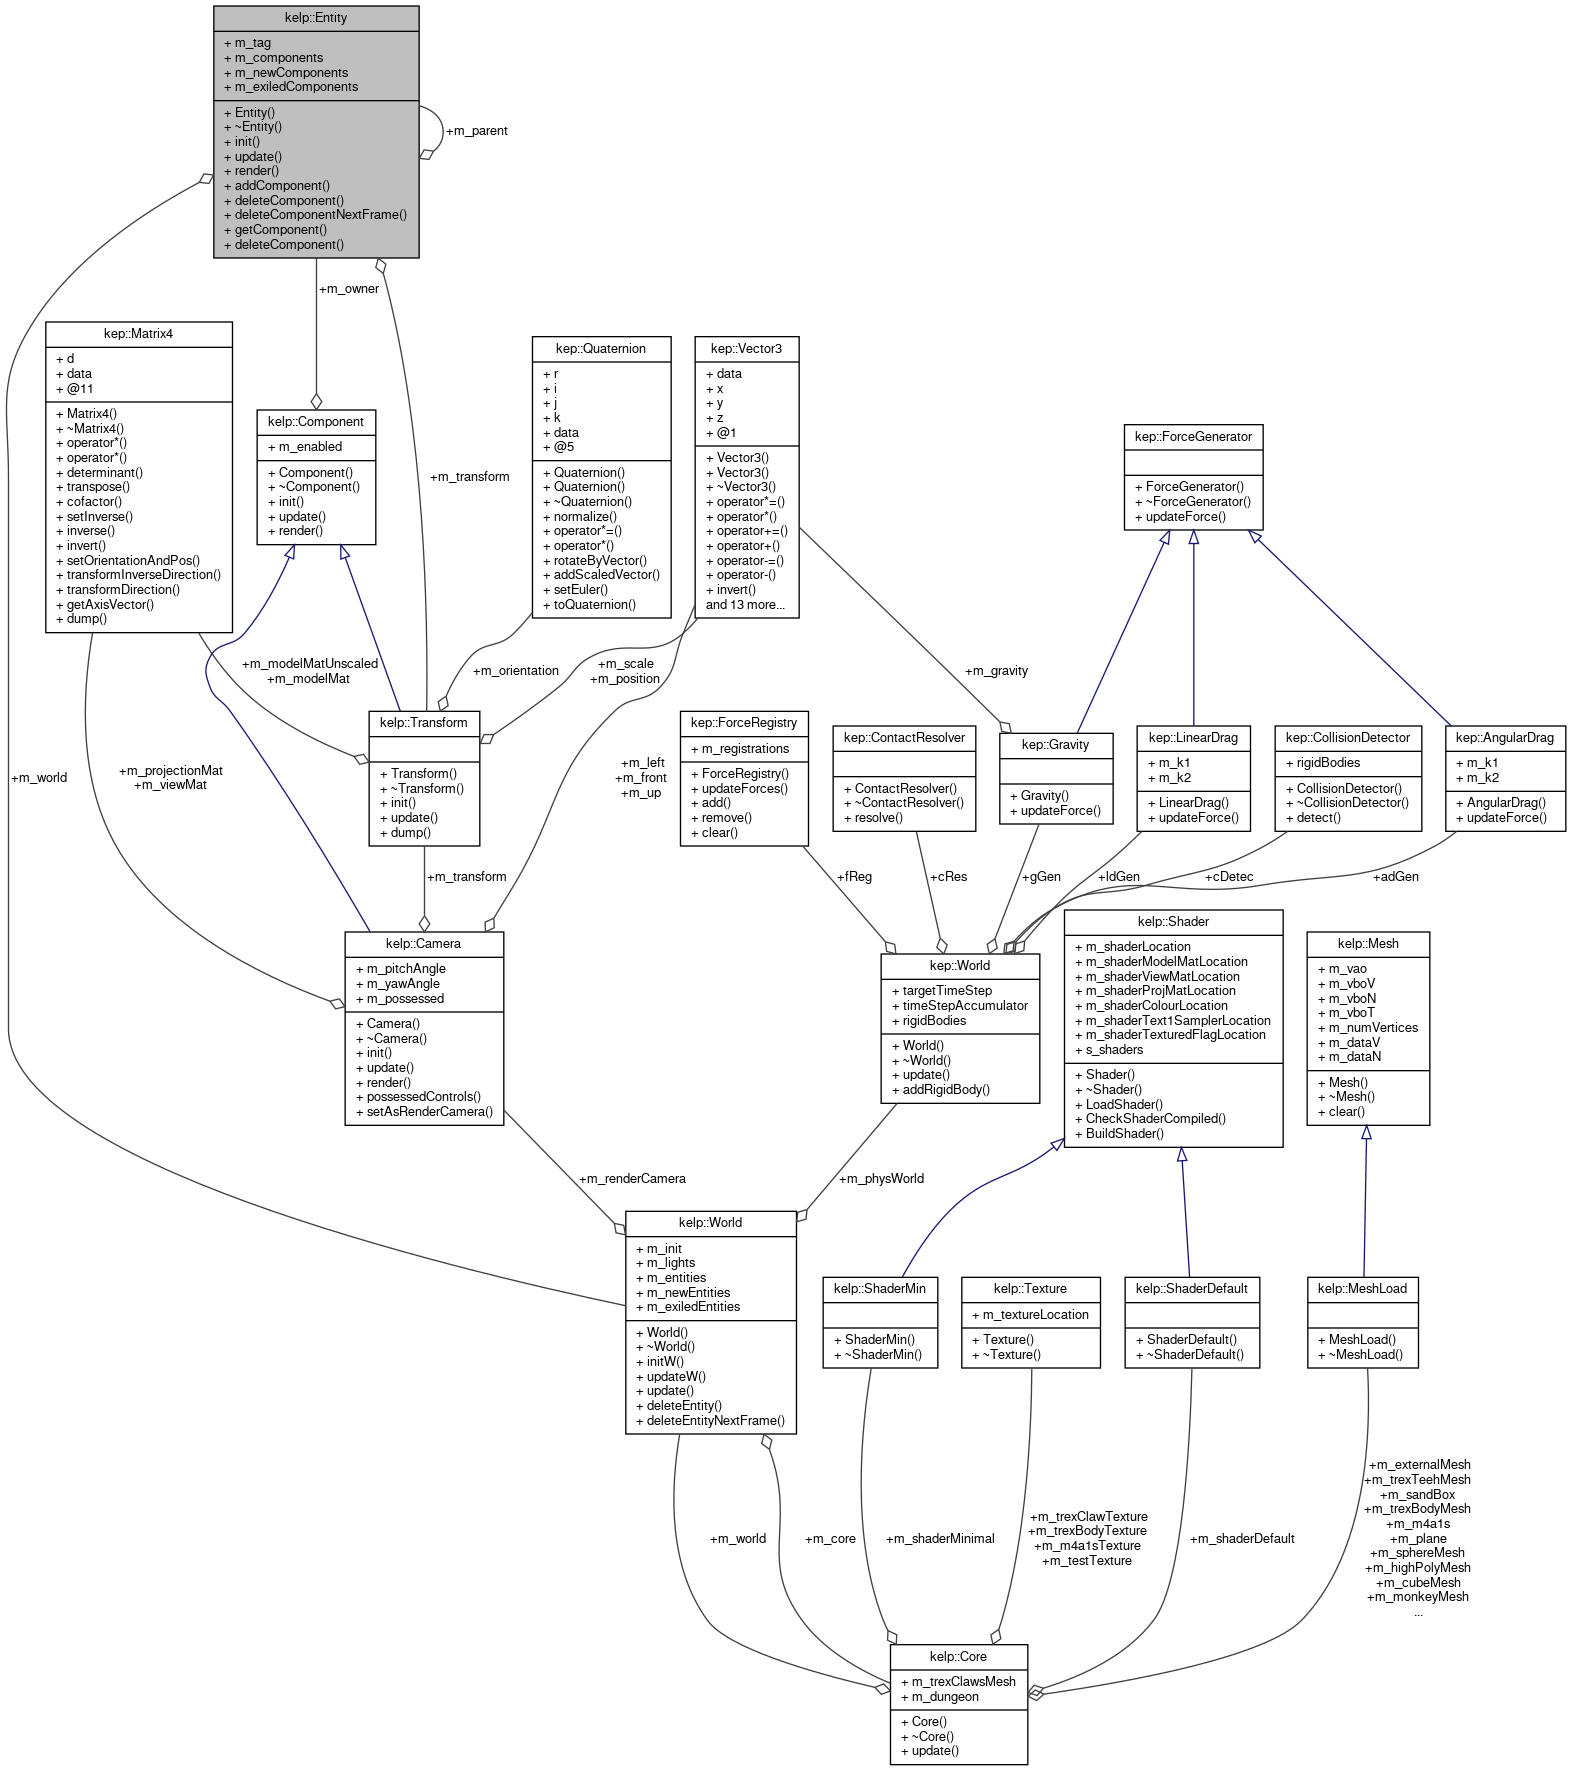 kelp::Entity
+ m_tag
+ m_components
+ m_newComponents
+ m_exiledComponents
+ Entity()
+ ~Entity()
+ init()
+ update()
+ render()
+ addComponent()
+ deleteComponent()
+ deleteComponentNextFrame()
+ getComponent()
+ deleteComponent()
+m_parent
+m_owner
kep::Matrix4
+ d
+ data
+ @11
+ Matrix4()
+ ~Matrix4()
+ operator*()
+ operator*()
+ determinant()
+ transpose()
+ cofactor()
+ setInverse()
+ inverse()
+ invert()
+ setOrientationAndPos()
+ transformInverseDirection()
+ transformDirection()
+ getAxisVector()
+ dump()
kelp::Component
+ m_enabled
+ Component()
+ ~Component()
+ init()
+ update()
+ render()
+m_transform
kep::Quaternion
+ r
+ i
+ j
+ k
+ data
+ @5
+ Quaternion()
+ Quaternion()
+ ~Quaternion()
+ normalize()
+ operator*=()
+ operator*()
+ rotateByVector()
+ addScaledVector()
+ setEuler()
+ toQuaternion()
kep::Vector3
+ data
+ x
+ y
+ z
+ @1
+ Vector3()
+ Vector3()
+ ~Vector3()
+ operator*=()
+ operator*()
+ operator+=()
+ operator+()
+ operator-=()
+ operator-()
+ invert()
and 13 more...
kep::ForceGenerator
+ ForceGenerator()
+ ~ForceGenerator()
+ updateForce()
+m_modelMatUnscaled
+m_modelMat
+m_orientation
+m_scale
+m_position
+m_gravity
kelp::Transform
+ Transform()
+ ~Transform()
+ init()
+ update()
+ dump()
+m_world
+m_projectionMat
+m_viewMat
+m_left
+m_front
+m_up
kep::ForceRegistry
+ m_registrations
+ ForceRegistry()
+ updateForces()
+ add()
+ remove()
+ clear()
kep::ContactResolver
+ ContactResolver()
+ ~ContactResolver()
+ resolve()
kep::Gravity
+ Gravity()
+ updateForce()
kep::LinearDrag
+ m_k1
+ m_k2
+ LinearDrag()
+ updateForce()
kep::CollisionDetector
+ rigidBodies
+ CollisionDetector()
+ ~CollisionDetector()
+ detect()
kep::AngularDrag
+ m_k1
+ m_k2
+ AngularDrag()
+ updateForce()
+m_transform
+fReg
+cRes
+gGen
+ldGen
+cDetec
+adGen
kelp::Camera
+ m_pitchAngle
+ m_yawAngle
+ m_possessed
+ Camera()
+ ~Camera()
+ init()
+ update()
+ render()
+ possessedControls()
+ setAsRenderCamera()
kep::World
+ targetTimeStep
+ timeStepAccumulator
+ rigidBodies
+ World()
+ ~World()
+ update()
+ addRigidBody()
kelp::Shader
+ m_shaderLocation
+ m_shaderModelMatLocation
+ m_shaderViewMatLocation
+ m_shaderProjMatLocation
+ m_shaderColourLocation
+ m_shaderText1SamplerLocation
+ m_shaderTexturedFlagLocation
+ s_shaders
+ Shader()
+ ~Shader()
+ LoadShader()
+ CheckShaderCompiled()
+ BuildShader()
kelp::Mesh
+ m_vao
+ m_vboV
+ m_vboN
+ m_vboT
+ m_numVertices
+ m_dataV
+ m_dataN
+ Mesh()
+ ~Mesh()
+ clear()
+m_renderCamera
+m_physWorld
kelp::World
+ m_init
+ m_lights
+ m_entities
+ m_newEntities
+ m_exiledEntities
+ World()
+ ~World()
+ initW()
+ updateW()
+ update()
+ deleteEntity()
+ deleteEntityNextFrame()
kelp::ShaderMin
+ ShaderMin()
+ ~ShaderMin()
kelp::Texture
+ m_textureLocation
+ Texture()
+ ~Texture()
kelp::ShaderDefault
+ ShaderDefault()
+ ~ShaderDefault()
kelp::MeshLoad
+ MeshLoad()
+ ~MeshLoad()
+m_world
+m_core
+m_shaderMinimal
+m_trexClawTexture
+m_trexBodyTexture
+m_m4a1sTexture
+m_testTexture
+m_shaderDefault
+m_externalMesh
+m_trexTeehMesh
+m_sandBox
+m_trexBodyMesh
+m_m4a1s
+m_plane
+m_sphereMesh
+m_highPolyMesh
+m_cubeMesh
+m_monkeyMesh
...
kelp::Core
+ m_trexClawsMesh
+ m_dungeon
+ Core()
+ ~Core()
+ update()